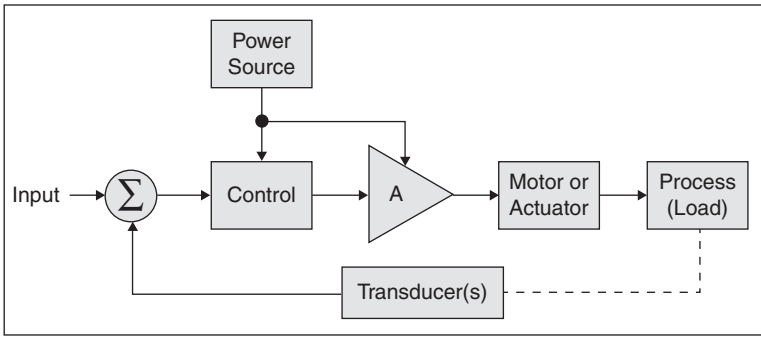 Power
Source
Input
Σ
Control
A
Motor or
Actuator
Process
(Load)
Transducer(s)